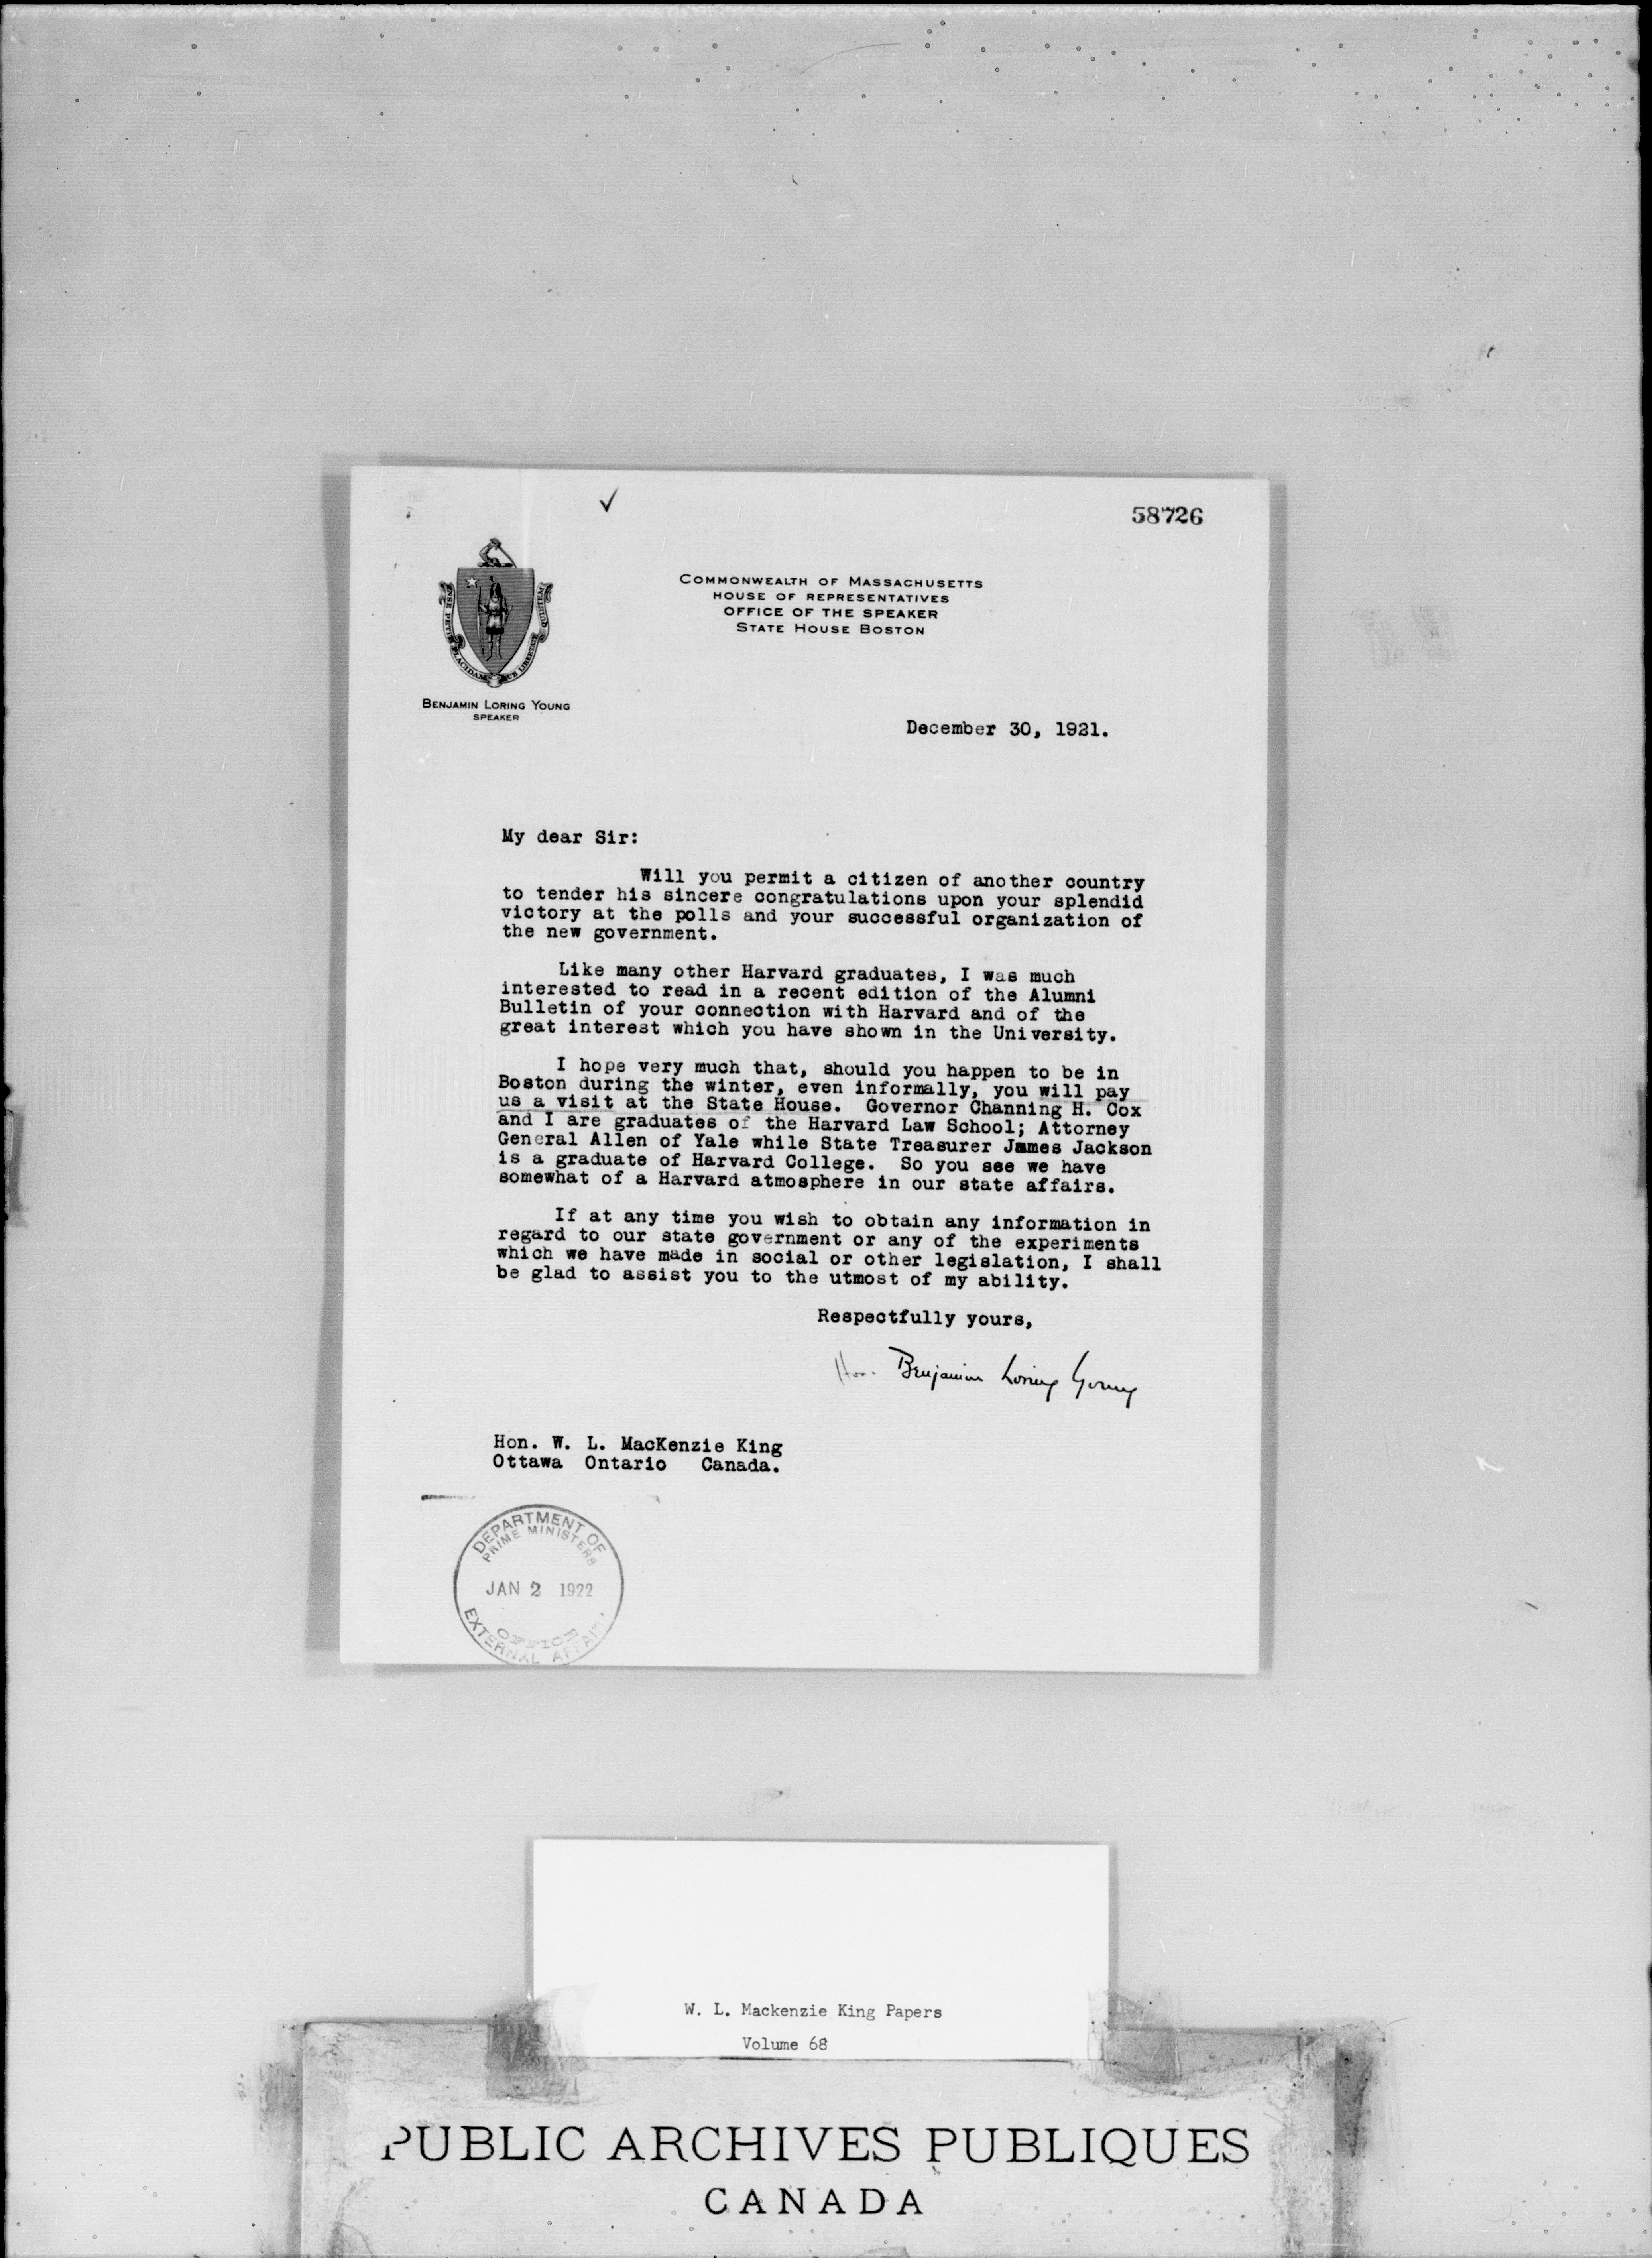 58726
ENSE PETIT PLACIDAM SUB LIBERTATE QUIETEM
COMMONWEALTH OF MASSACHUSETTS
HOUSE OF REPRESENTATIVES
OFFICE OF THE SPEAKER
STATE HOUSE BOSTON
BENJAMIN LORING YOUNG
SPEAKER
December 30, 1921.
My dear Sir:
Will you permit a citizen of another country
to tender his sincere congratulations upon your splendid
victory at the polls and your successful organization of
the new government.
Like many other Harvard graduates, I was much
interested to read in a recent edition of the Alumni
Bulletin of your connection with Harvard and of the
great interest which you have shown in the University.
I hope very much that, should you happen to be in
Boston during the winter, even informally, you will pay
us a visit at the State House. Governor Channing H. Cox
and I are graduates of the Harvard Law School; Attorney
General Allen of Yale while State Treasurer James Jackson
is a graduate of Harvard College. So you see we have
somewhat of a Harvard atmosphere in our state affairs.
If at any time you wish to obtain any information in
regard to our state government or any of the experiments
which we have made in social or other legislation, I shall
be glad to assist you to the utmost of my ability.
Respectfully yours,
Hon. Benjamin Loring Young
Hon. W. L. MacKenzie King
Ottawa Ontario Canada.
DEPARTMENT OF
PRIME MINISTERS
JAN 2 1922
OFFICE
EXTERNAL AFFAIRS
W. L. Mackenzie King Papers
Volume 68
PUBLIC ARCHIVES PUBLIQUES
CANADA